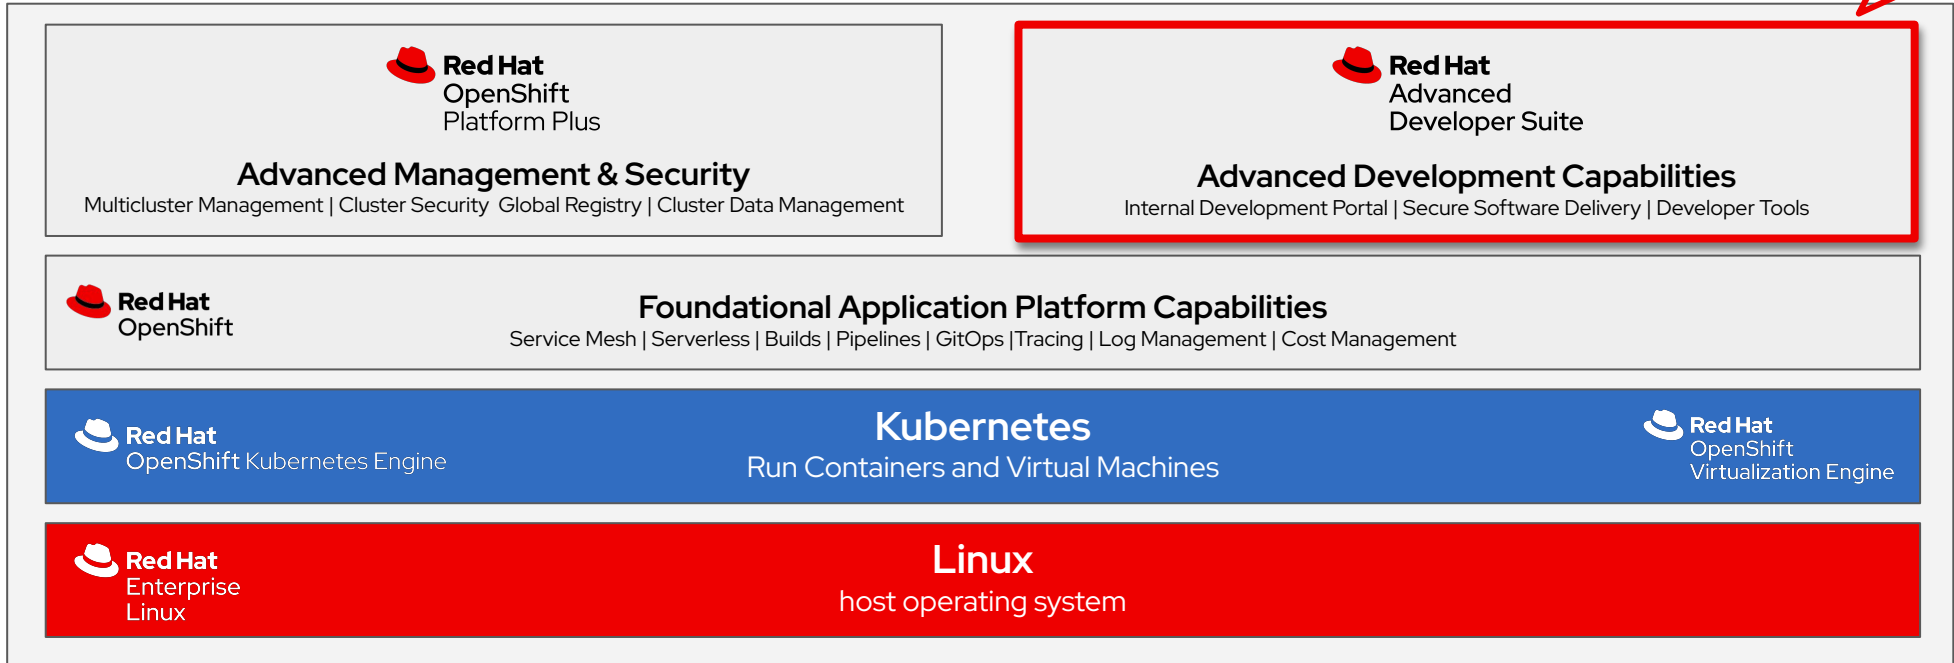 Red Hat
OpenShift
Platform Plus
Advanced Management & Security
Multicluster Management | Cluster Security  Global Registry | Cluster Data Management
Red Hat
Advanced
Developer Suite
Advanced Development Capabilities
Internal Development Portal | Secure Software Delivery | Developer Tools
Red Hat
OpenShift
Foundational Application Platform Capabilities
Service Mesh | Serverless | Builds | Pipelines | GitOps |Tracing | Log Management | Cost Management
Red Hat
OpenShift Kubernetes Engine
Kubernetes
Run Containers and Virtual Machines
Red Hat
OpenShift
Virtualization Engine
Red Hat
Enterprise
Linux
Linux
host operating system